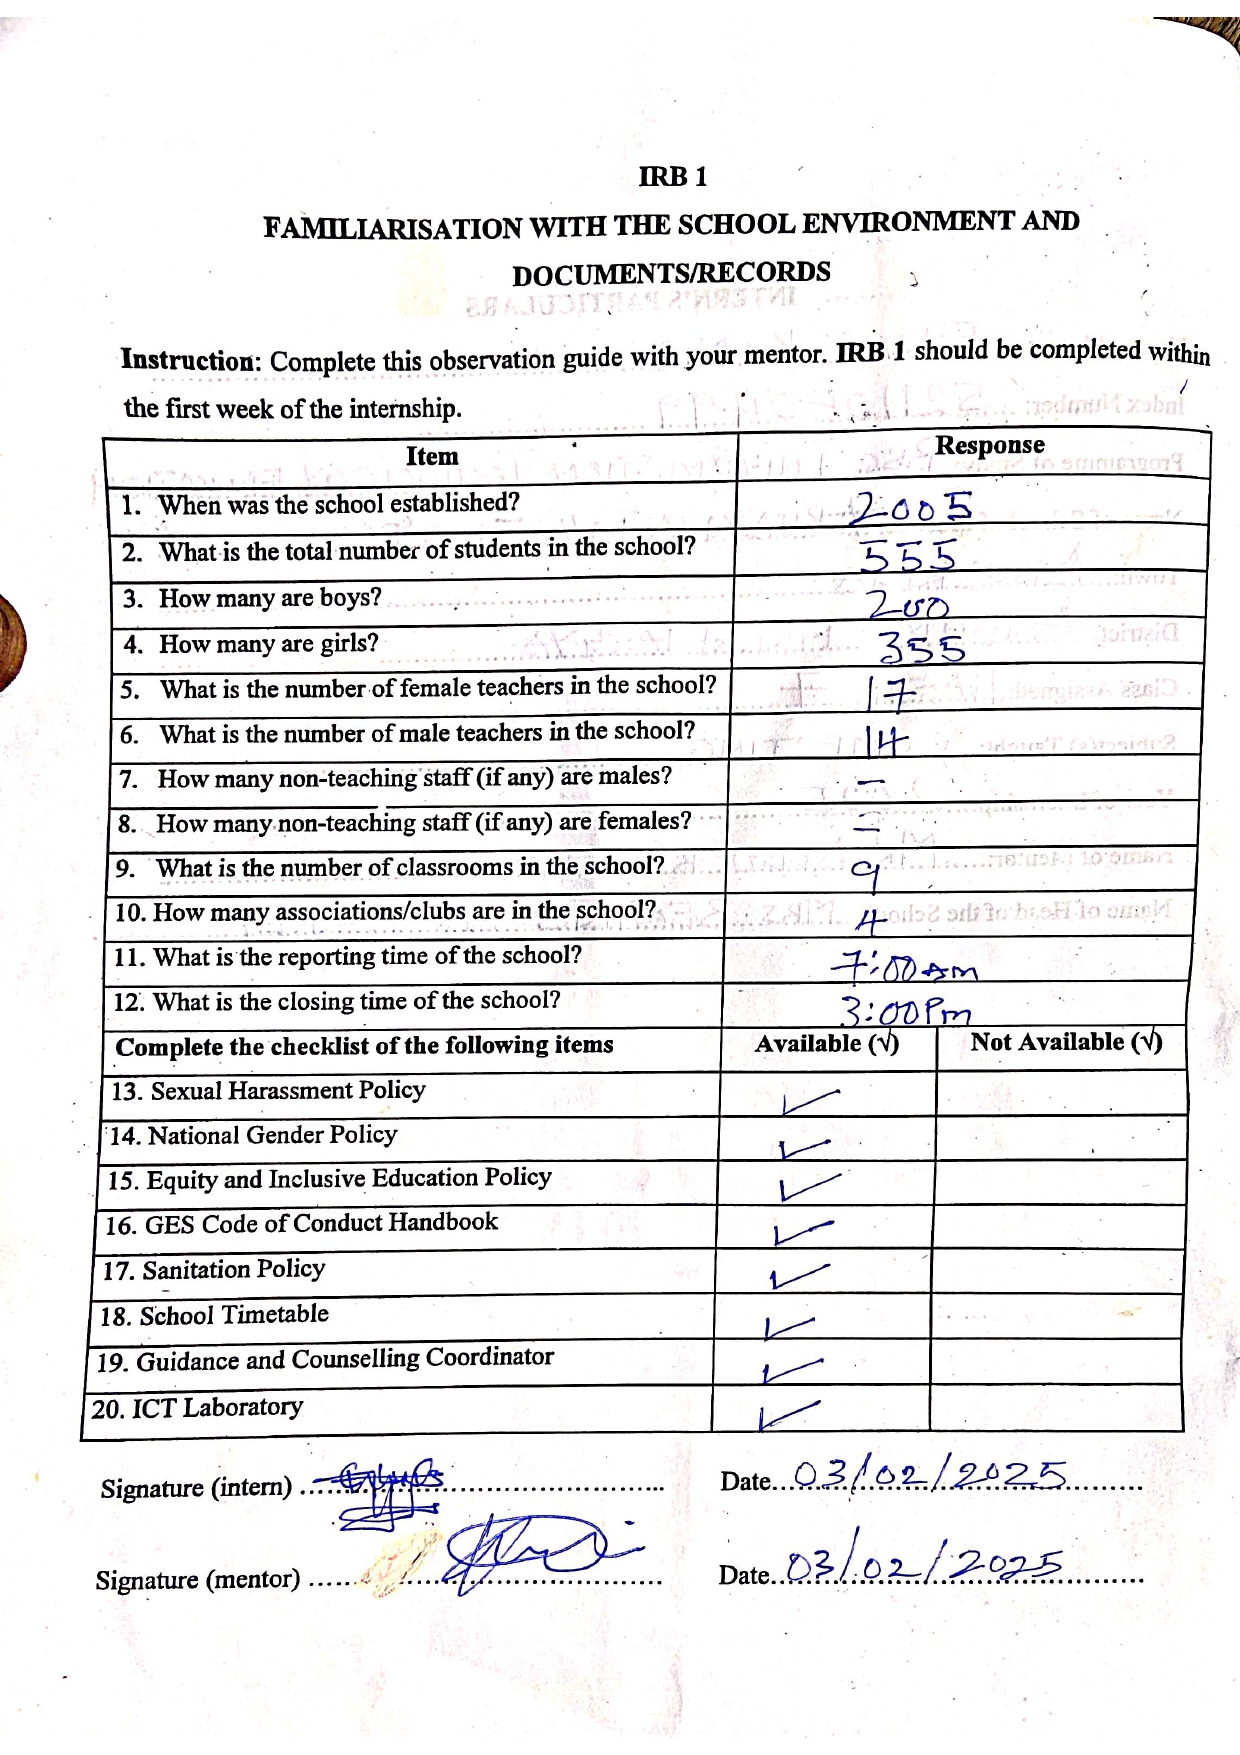 IRB 1
FAMILIARISATION WITH THE SCHOOL ENVIRONMENT AND
DOCUMENTS/RECORDS
INTERN'S PARTICULARS
Instruction: Complete this observation guide with your mentor. IRB 1 should be completed within
the first week of the internship.
Index Number:
Item Response
1. When was the school established? 2005
2. What is the total number of students in the school? 555
3. How many are boys? 200
4. How many are girls? 355
5. What is the number of female teachers in the school? 17
6. What is the number of male teachers in the school? 14
7. How many non-teaching staff (if any) are males? –
8. How many non-teaching staff (if any) are females? –
9. What is the number of classrooms in the school? 9
10. How many associations/clubs are in the school? 4
11. What is the reporting time of the school? 7:00am
12. What is the closing time of the school? 3:00Pm
Complete the checklist of the following items Available (√) Not Available (√)
13. Sexual Harassment Policy ✓
14. National Gender Policy ✓
15. Equity and Inclusive Education Policy ✓
16. GES Code of Conduct Handbook ✓
17. Sanitation Policy ✓
18. School Timetable ✓
19. Guidance and Counselling Coordinator ✓
20. ICT Laboratory ✓
Signature (intern) .................... Date...03/02/2025..........
Signature (mentor) .................... Date...03/02/2025..........